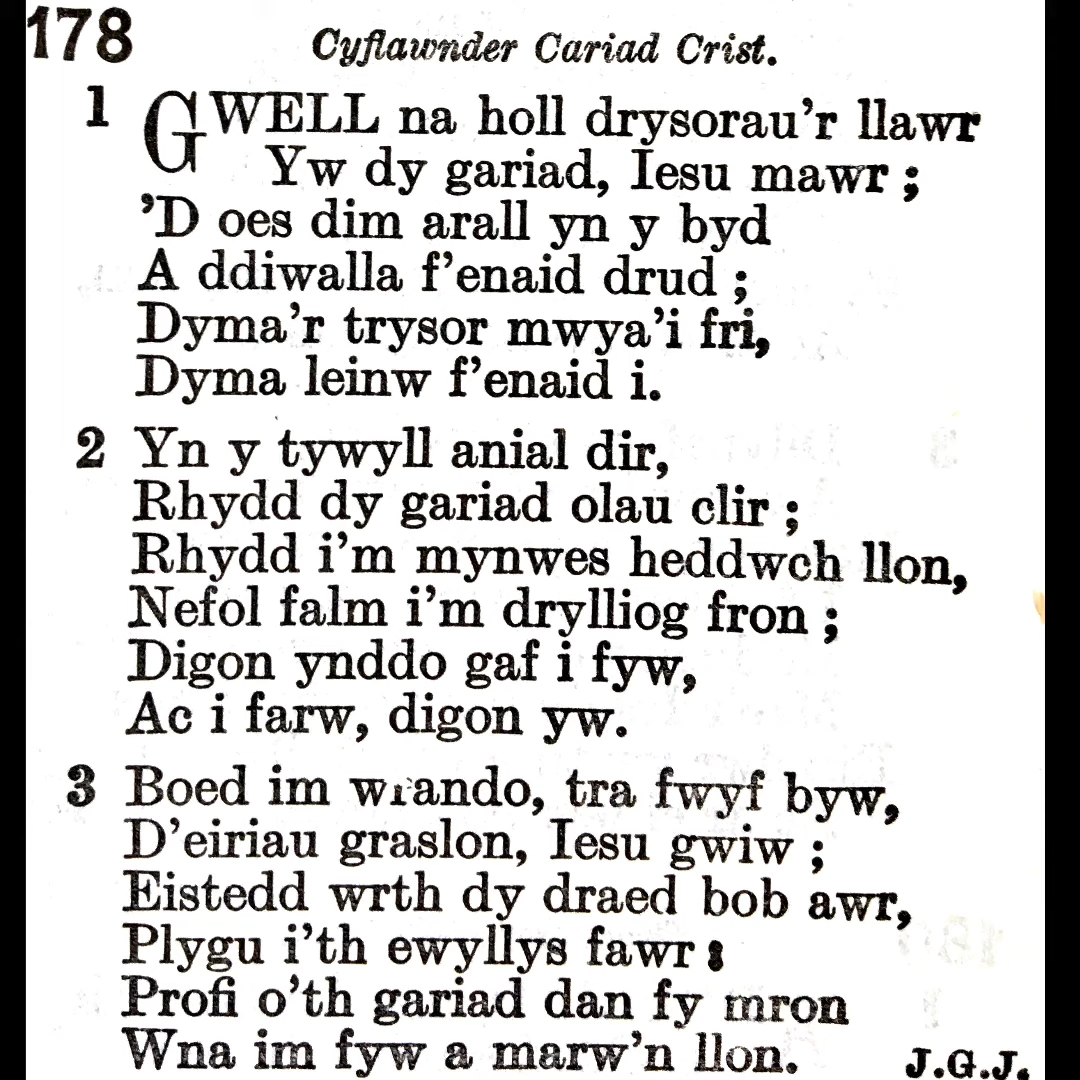 178
Cyflawnder Cariad Crist.
1 GWELL na holl drysorau’r llawr
Yw dy gariad, Iesu mawr ;
’D oes dim arall yn y byd
A ddiwalla f’enaid drud ;
Dyma’r trysor mwya’i fri,
Dyma leinw f’enaid i.
2 Yn y tywyll anial dir,
Rhydd dy gariad olau clir ;
Rhydd i’m mynwes heddwch llon,
Nefol falm i’m drylliog fron ;
Digon ynddo gaf i fyw,
Ac i farw, digon yw.
3 Boed im wrando, tra fwyf byw,
D’eiriau graslon, Iesu gwiw ;
Eistedd wrth dy draed bob awr,
Plygu i’th ewyllys fawr ;
Profi o’th gariad dan fy mron
Wna im fyw a marw’n llon.
J.G.J.